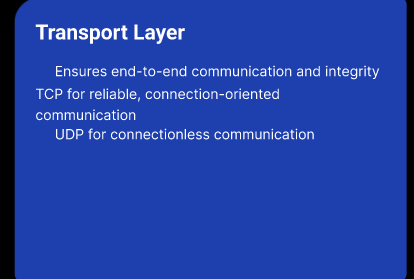 Transport Layer
Ensures end-to-end communication and integrity
TCP for reliable, connection-oriented
communication
UDP for connectionless communication